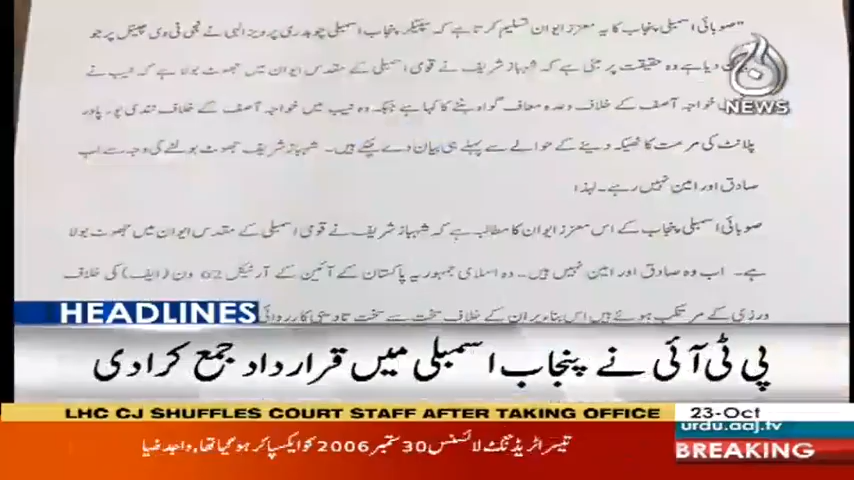 "صوبائی اسمبلی پنجاب کا یہ معزز ایوان تسلیم کرتا ہے کہ سپیکر پنجاب اسمبلی چوہدری پرویز الہی نے نجی ٹی وی چینل پر جو
دیا ہے وہ حقیقت پر مبنی ہے کہ شہباز شریف نے قومی اسمبلی کے مقدس ایوان میں جھوٹ بولا ہے کہ نیب نے
خواجہ آصف کے خلاف وعدہ معاف گواہ بننے کا کہا ہے جبکہ وہ نیب میں خواجہ آصف کے خلاف نندی پور پاور
پلانٹ کی مرمت کا ٹھیکہ دینے کے حوالے سے پہلے ہی بیان دے چکے ہیں۔ شہباز شریف جھوٹ بولنے کی وجہ سے اب
صادق اور امین نہیں رہے۔ لہذا
صوبائی اسمبلی پنجاب کے اس معزز ایوان کا مطالبہ ہے کہ شہباز شریف نے قومی اسمبلی کے مقدس ایوان میں جھوٹ بولا
ہے۔ اب وہ صادق اور امین نہیں ہیں۔ وہ اسلامی جمہوریہ پاکستان کے آئین کے آرٹیکل 62 ون (ایف) کی خلاف
ورزی کے مرتکب ہوئے ہیں اس بناء پر ان کے خلاف سخت سے سخت تادیبی کارروائی
آج
NEWS
HEADLINES
پی ٹی آئی نے پنجاب اسمبلی میں قرارداد جمع کرادی
LHC CJ SHUFFLES COURT STAFF AFTER TAKING OFFICE
23-Oct
urdu.aaj.tv
تیسرا ٹریڈنگ لائسنس 30 ستمبر 2006 کو ایکسپائر ہو گیا تھا، واجد ضیا
BREAKING